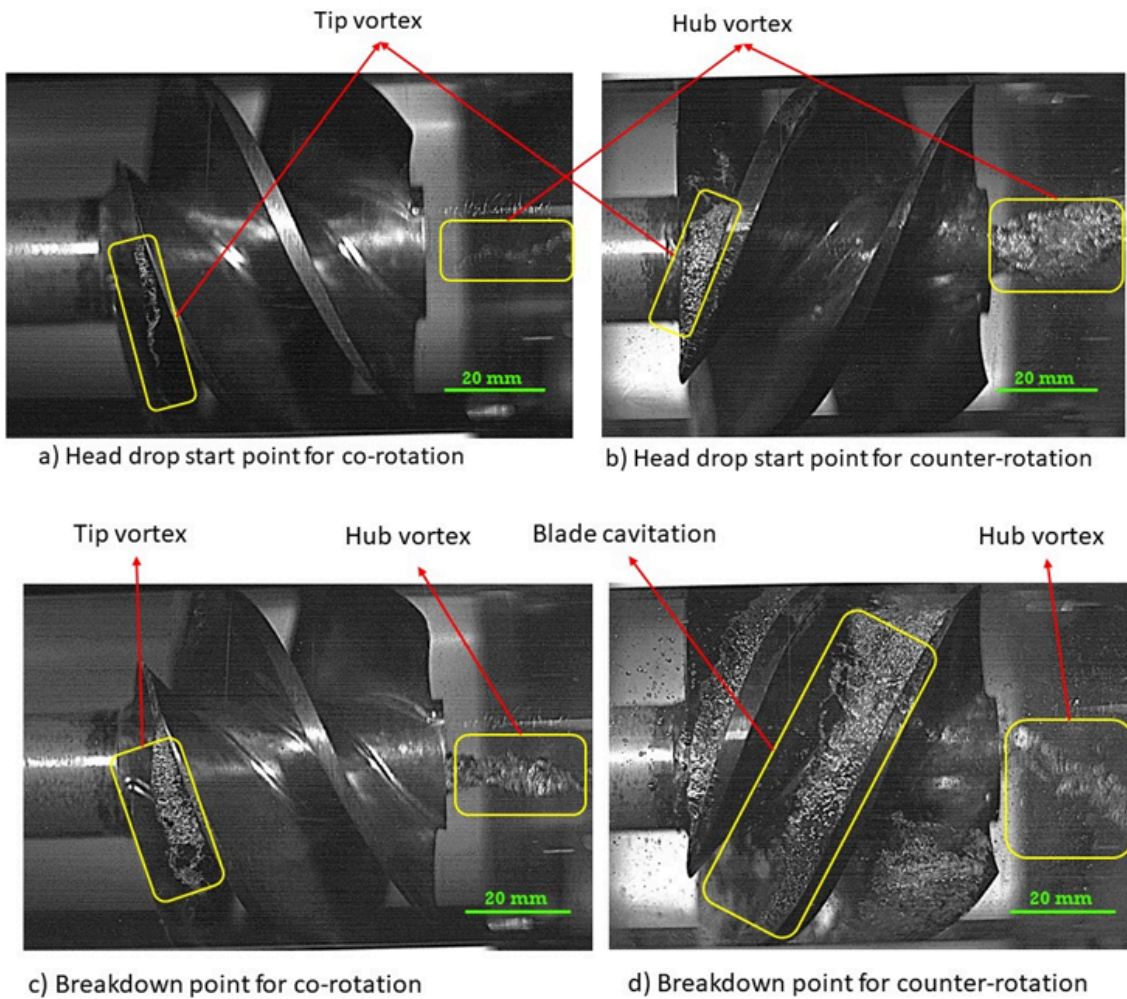 Tip vortex
Hub vortex
20 mm
20 mm
a) Head drop start point for co-rotation
b) Head drop start point for counter-rotation
Tip vortex
Hub vortex
Blade cavitation
Hub vortex
20 mm
20 mm
c) Breakdown point for co-rotation
d) Breakdown point for counter-rotation